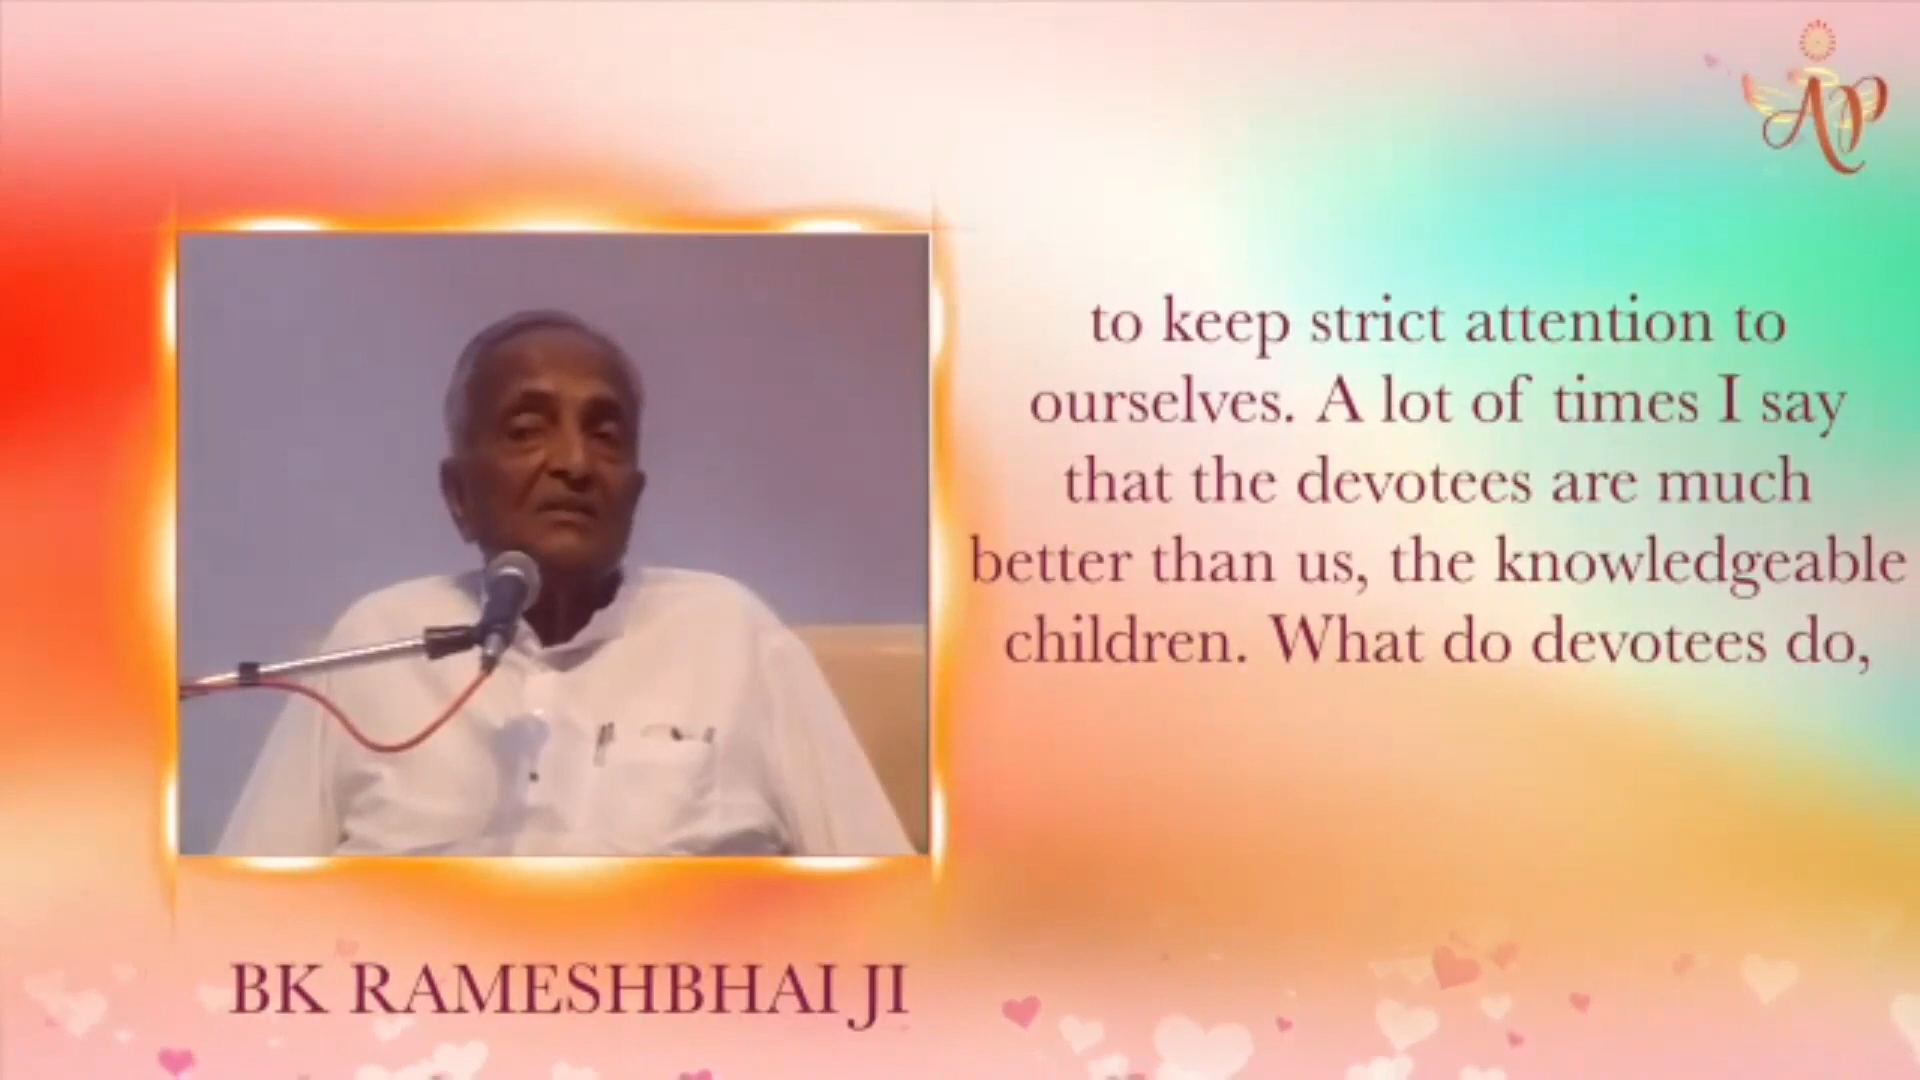 AP
to keep strict attention to
ourselves. A lot of times I say
that the devotees are much
better than us, the knowledgeable
children. What do devotees do,
BK RAMESHBHAI JI